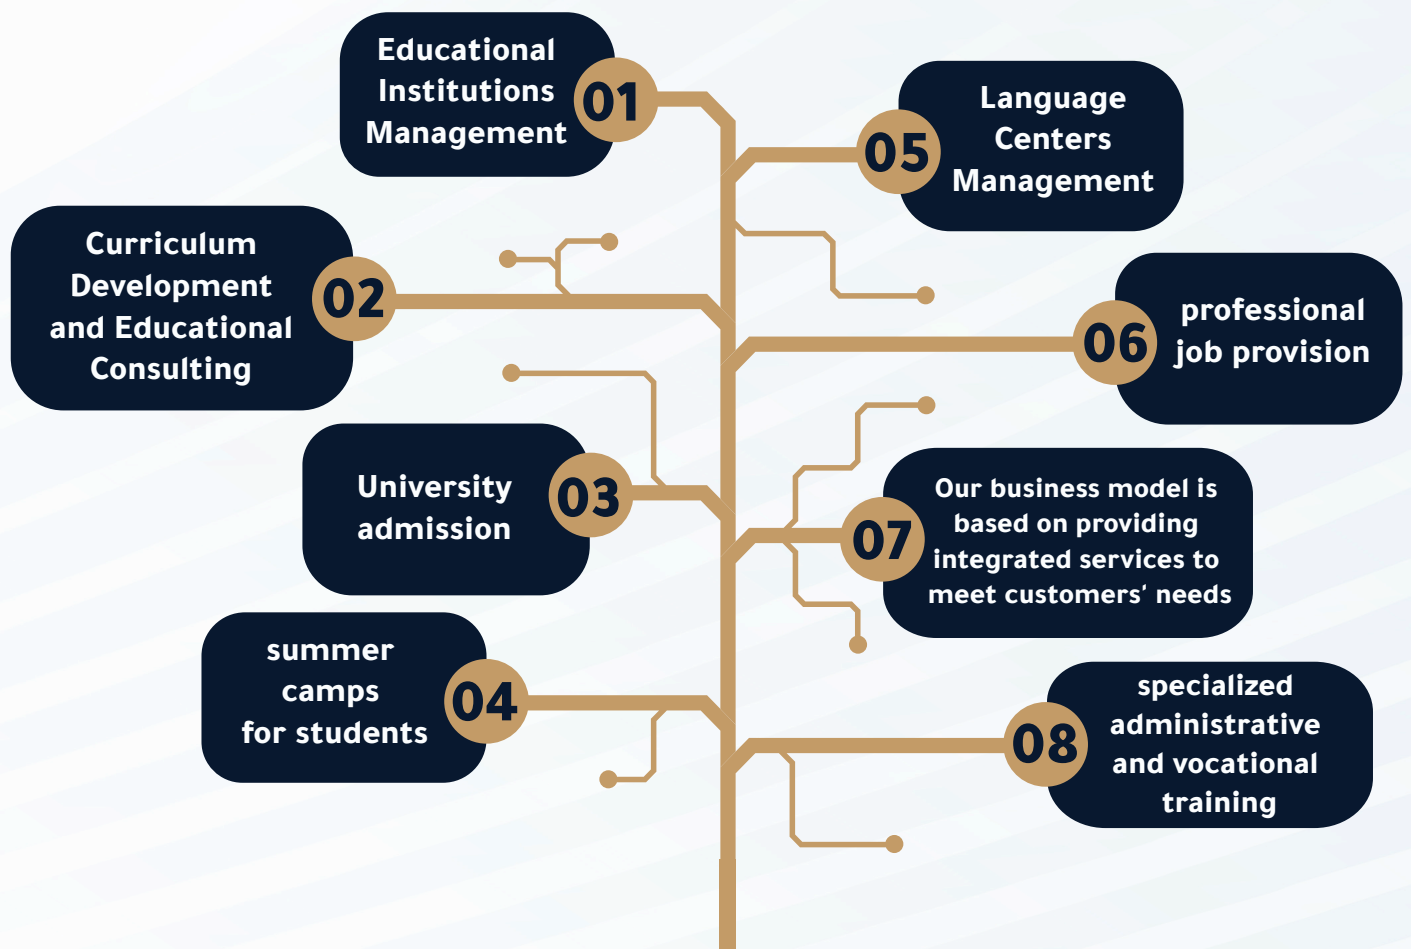 Educational
Institutions
Management
01
Curriculum
Development
and Educational
Consulting
02
University
admission
03
summer
camps
for students
04
05
Language
Centers
Management
06
professional
job provision
07
Our business model is
based on providing
integrated services to
meet customers' needs
08
specialized
administrative
and vocational
training